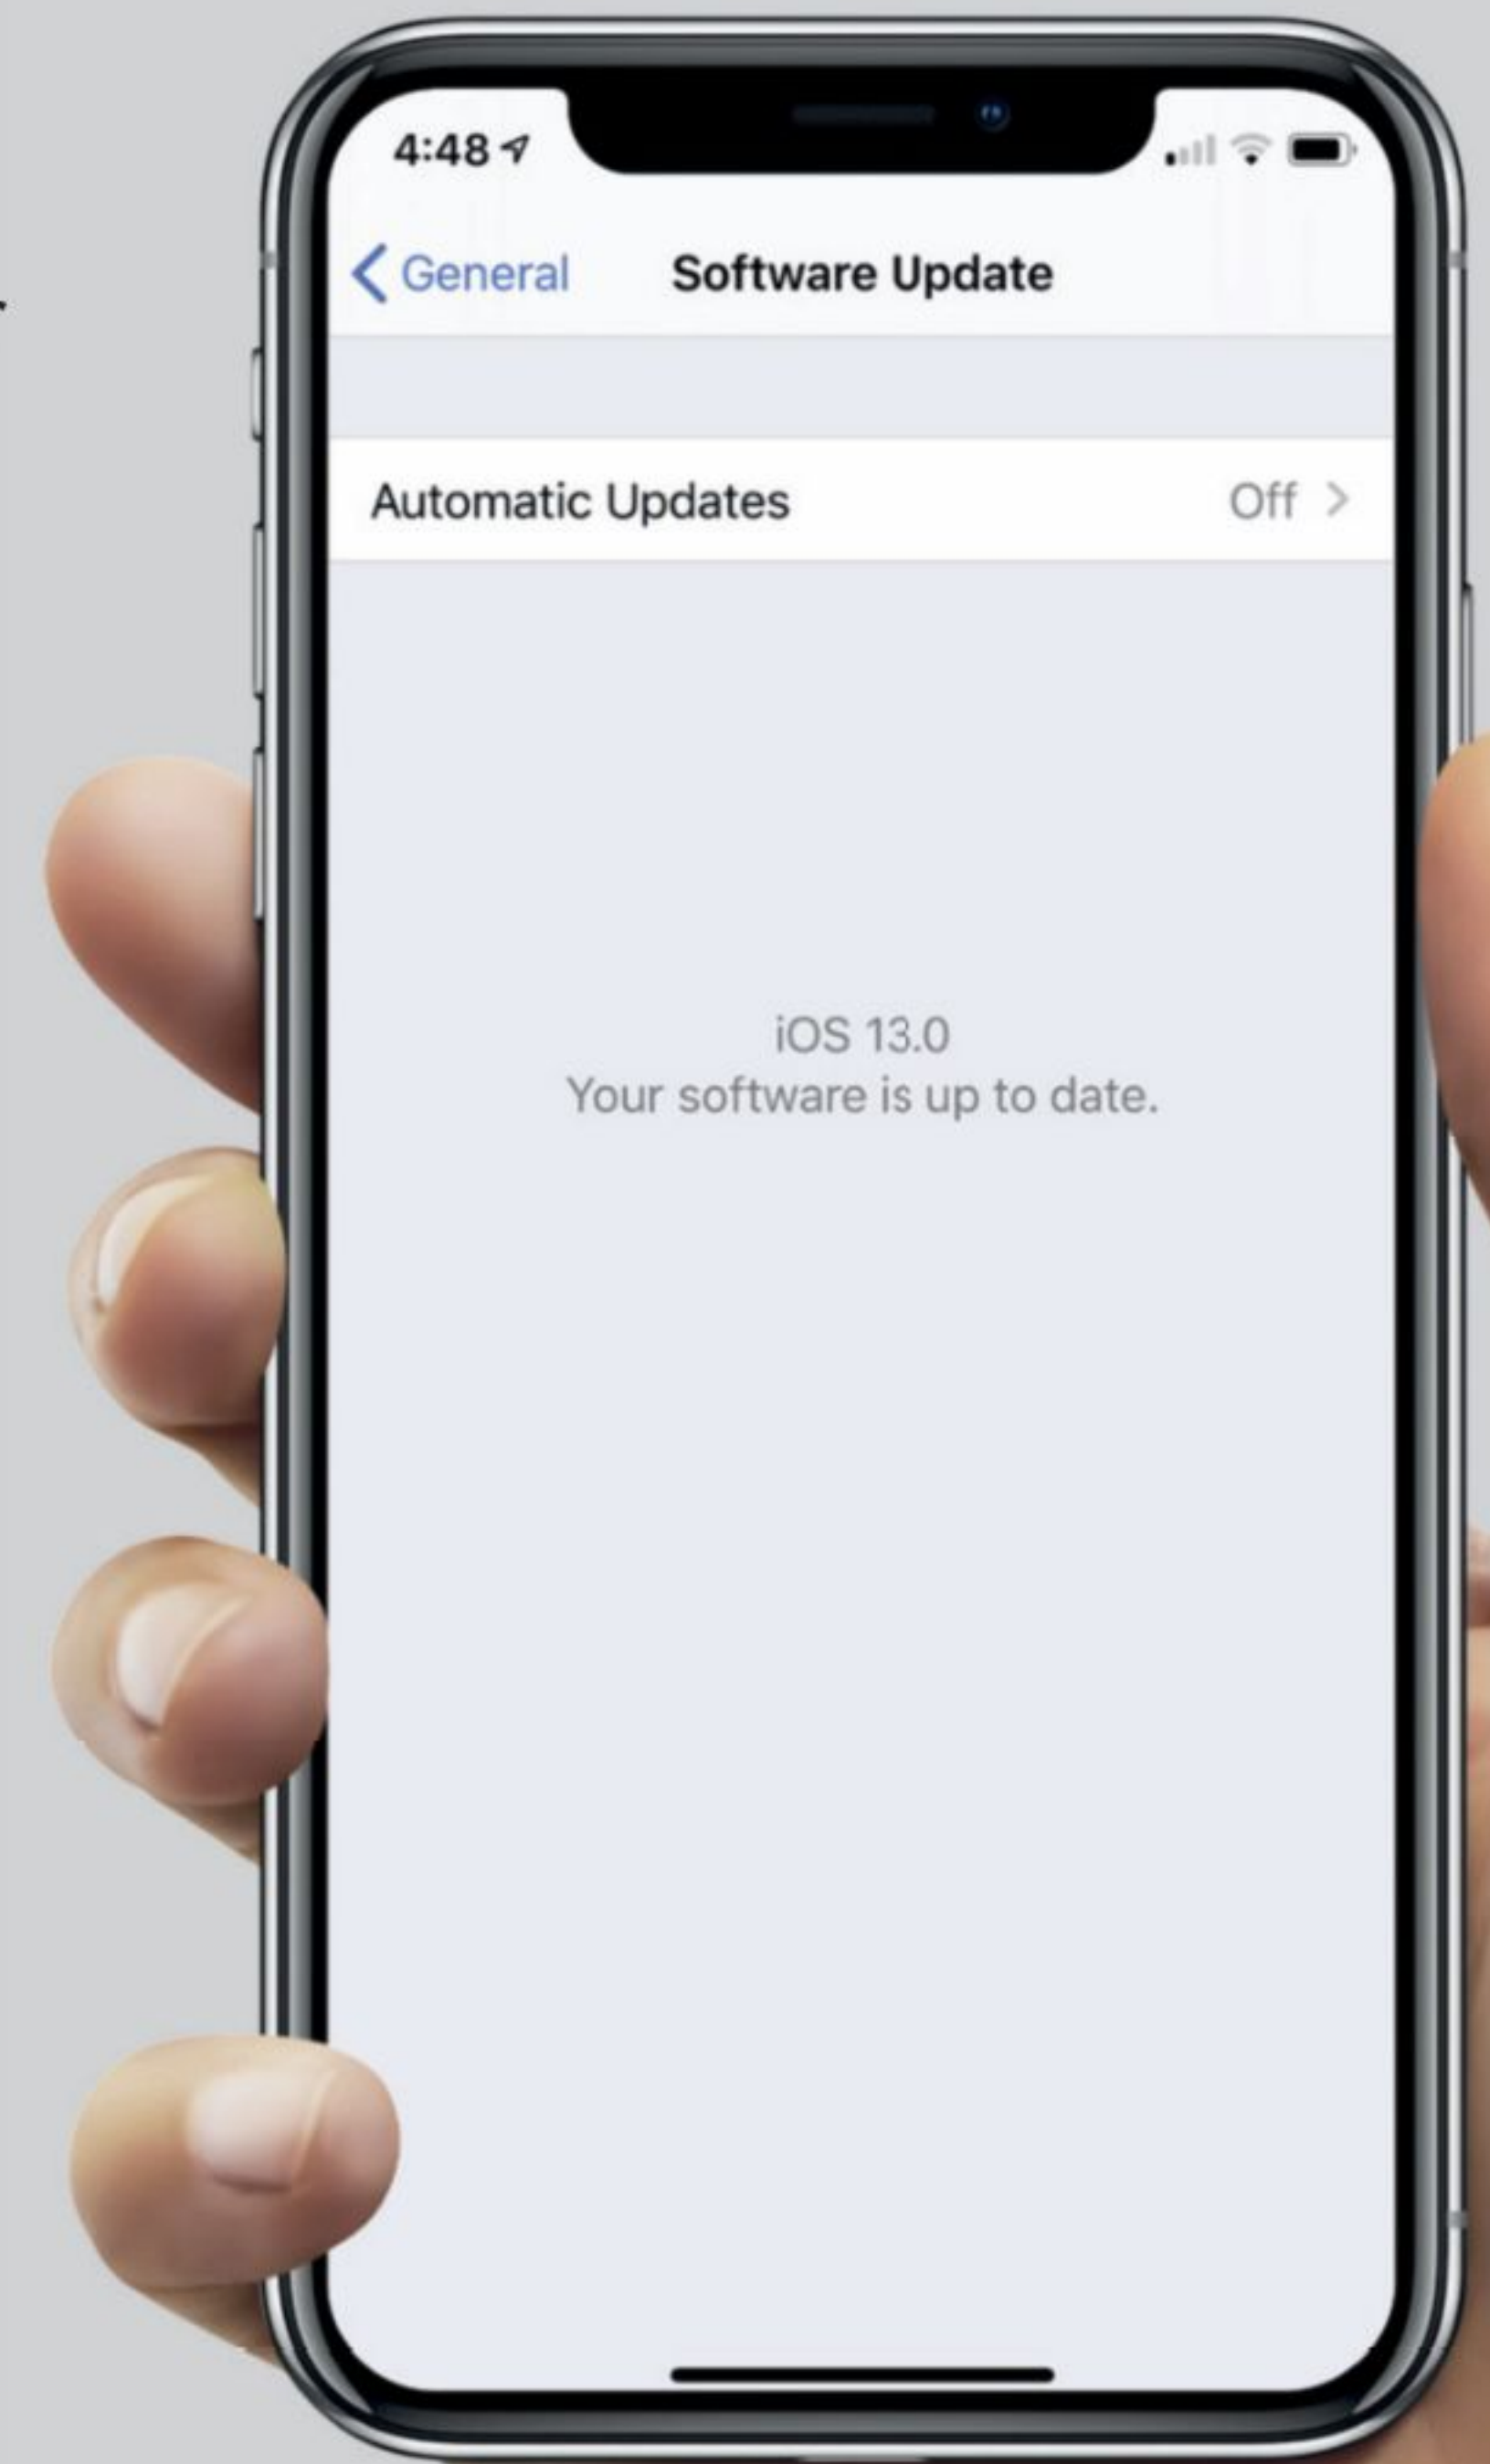 4:48
General
Software Update
Automatic Updates
Off
iOS 13.0
Your software is up to date.